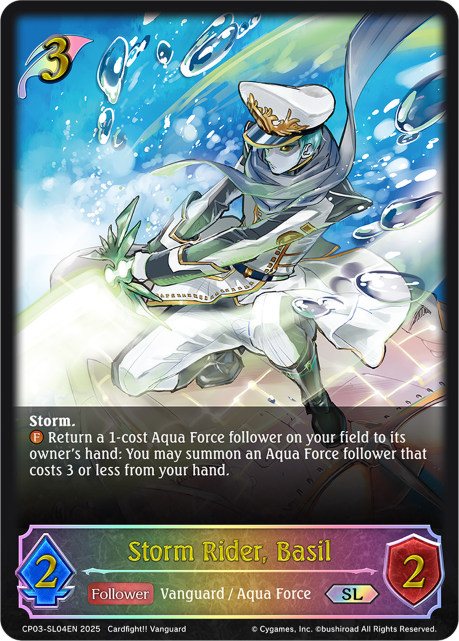 3
Storm.
F Return a 1-cost Aqua Force follower on your field to its
owner's hand: You may summon an Aqua Force follower that
costs 3 or less from your hand.
Storm Rider, Basil
2
Follower Vanguard / Aqua Force SL
2
CP03-SL04EN 2025 Cardfight!! Vanguard © Cygames, Inc. ©bushiroad All Rights Reserved.